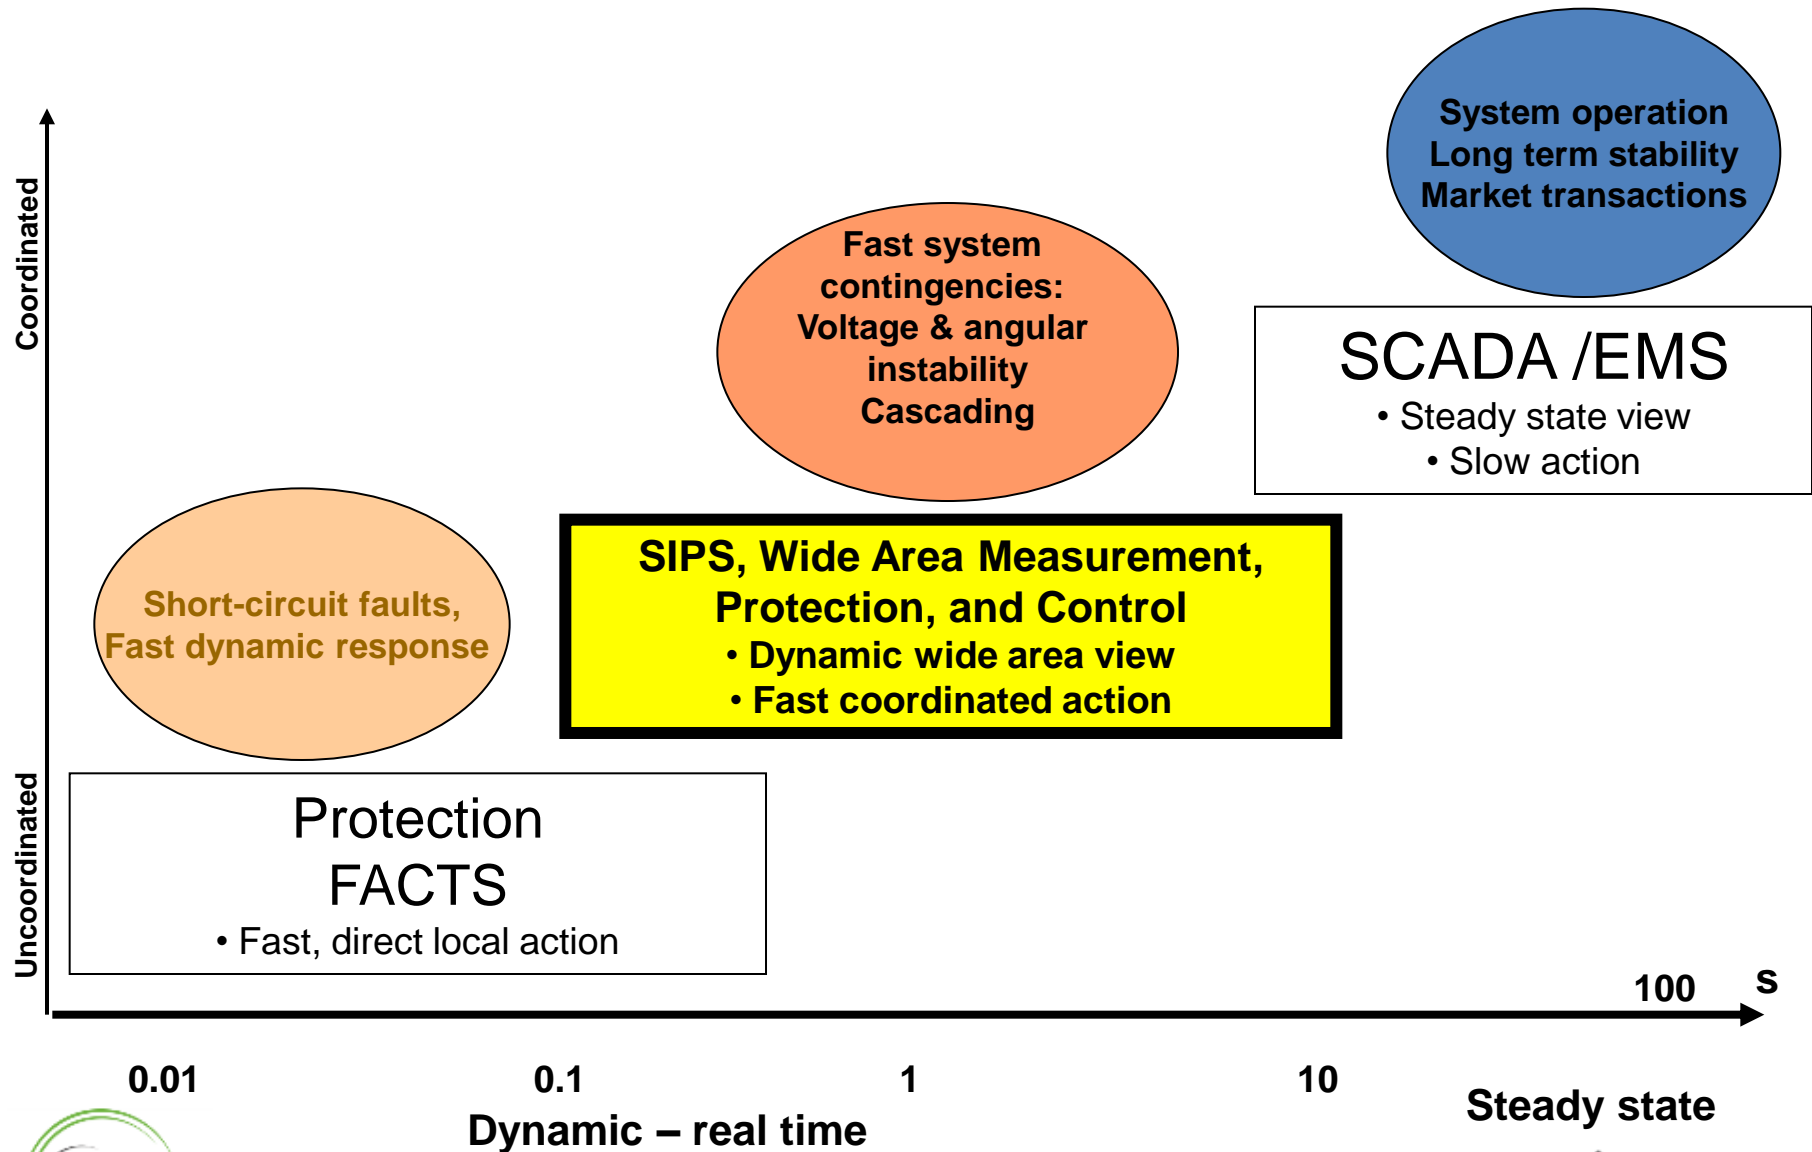 System operation
Long term stability
Market transactions
Coordinated
Fast system
contingencies:
Voltage & angular
instability
Cascading
SCADA /EMS
• Steady state view
• Slow action
Short-circuit faults,
Fast dynamic response
SIPS, Wide Area Measurement,
Protection, and Control
• Dynamic wide area view
• Fast coordinated action
Uncoordinated
Protection
FACTS
• Fast, direct local action
100 s
0.01 0.1 1 10
Steady state
Dynamic – real time